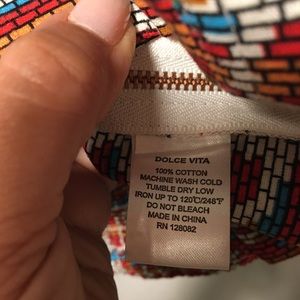 DOLCE VITA
100% COTTON
MACHINE WASH COLD
TUMBLE DRY LOW
IRON UP TO 120℃/248℉
DO NOT BLEACH
MADE IN CHINA
RN 128082